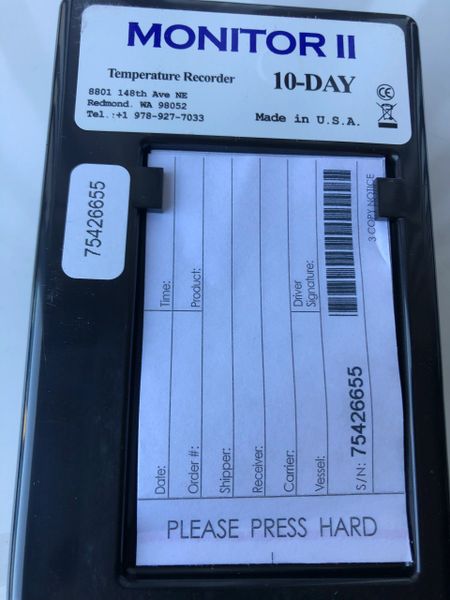 MONITOR II
Temperature Recorder 10-DAY
8801 148th Ave NE
Redmond. WA 98052
Tel.:+1 978-927-7033
Made in U.S.A.
CE
75426655
Date: Time:
Order #: Product:
Shipper:
Receiver:
Carrier: Driver Signature:
Vessel:
S/N: 75426655
3 COPY NOTICE
PLEASE PRESS HARD